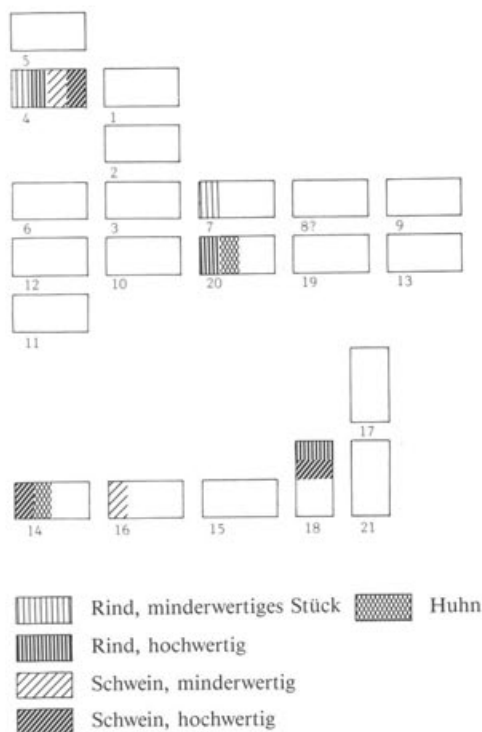 5
4 1
2
6 3 7 8? 9
12 10 20 19 13
11
17
14 16 15 18 21
Rind, minderwertiges Stück Huhn
Rind, hochwertig
Schwein, minderwertig
Schwein, hochwertig